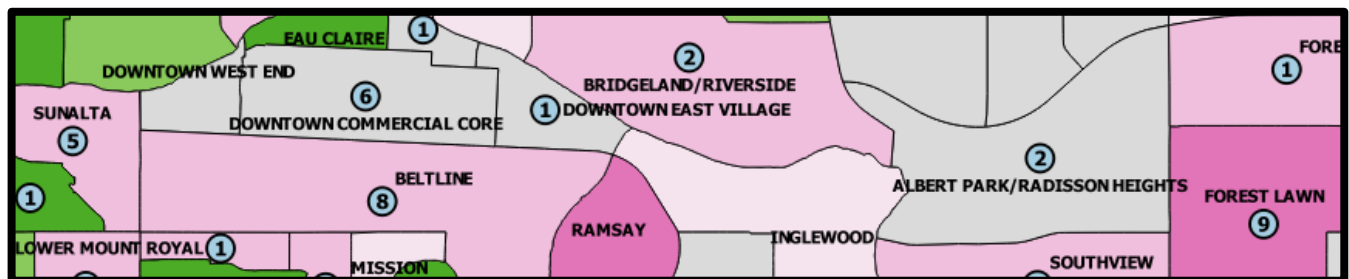 1
EAU CLAIRE
2
FORE
1
DOWNTOWN WEST END
BRIDGELAND/RIVERSIDE
6
1
DOWNTOWN EAST VILLAGE
SUNALTA
DOWNTOWN COMMERCIAL CORE
5
2
BELTLINE
ALBERT PARK/RADISSON HEIGHTS
1
8
FOREST LAWN
9
RAMSAY
INGLEWOOD
LOWER MOUNT ROYAL
1
MISSION
SOUTHVIEW